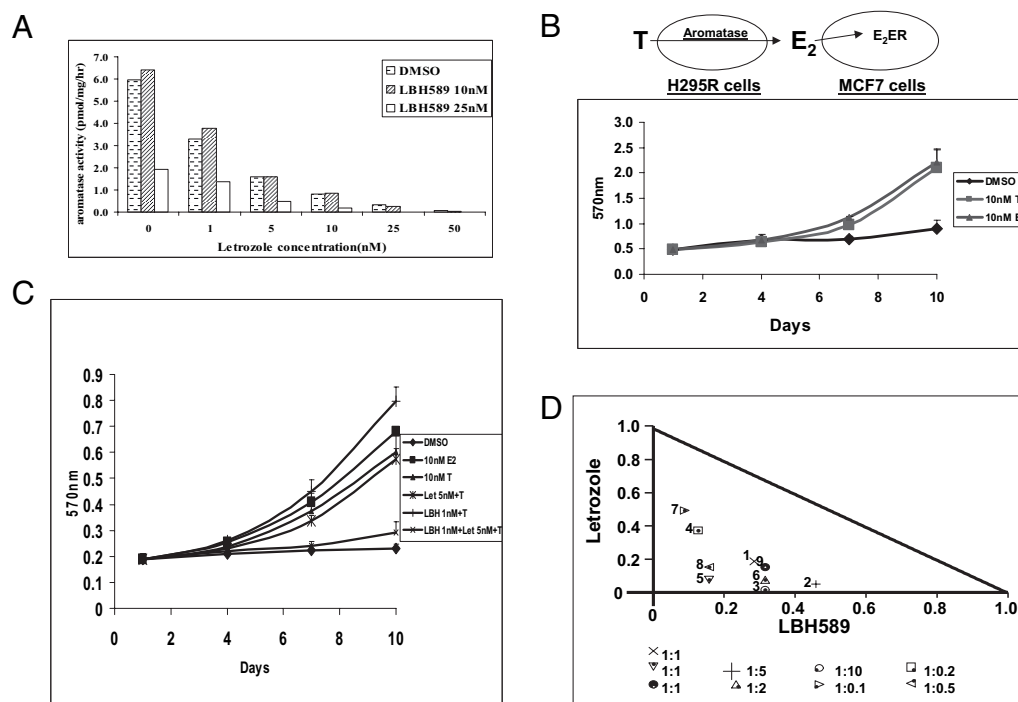 A
aromatase activity (pmol/mg/hr)
7.0
6.0
5.0
4.0
3.0
2.0
1.0
0.0
DMSO
LBH589 10nM
LBH589 25nM
0 1 5 10 25 50
Letrozole concentration(nM)
B
T Aromatase E2 E2ER
H295R cells MCF7 cells
570nm
3.0
2.5
2.0
1.5
1.0
0.5
0.0
DMSO
10nM T
10nM E
0 2 4 6 8 10
Days
C
570nm
0.9
0.8
0.7
0.6
0.5
0.4
0.3
0.2
0.1
0
DMSO
10nM E2
10nM T
Let 5nM+T
LBH 1nM+T
LBH 1nM+Let 5nM+T
0 2 4 6 8 10
Days
D
Letrozole
1.0
0.8
0.6
0.4
0.2
0
7
4
8
5
1 9
6
3
2
0 0.2 0.4 0.6 0.8 1.0
LBH589
1:1
1:1 1:5 1:10 1:0.2
1:1 1:2 1:0.1 1:0.5